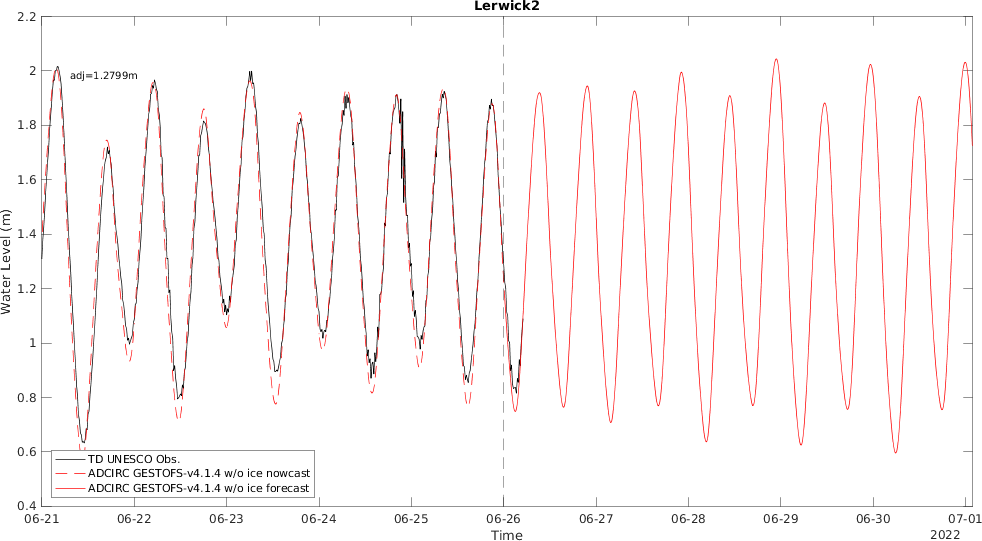 Lerwick2
Water Level (m)
2.2
2
1.8
1.6
1.4
1.2
1
0.8
0.6
0.4
adj=1.2799m
TD UNESCO Obs.
ADCIRC GESTOFS-v4.1.4 w/o ice nowcast
ADCIRC GESTOFS-v4.1.4 w/o ice forecast
06-21 06-22 06-23 06-24 06-25 06-26 06-27 06-28 06-29 06-30 07-01
Time
2022